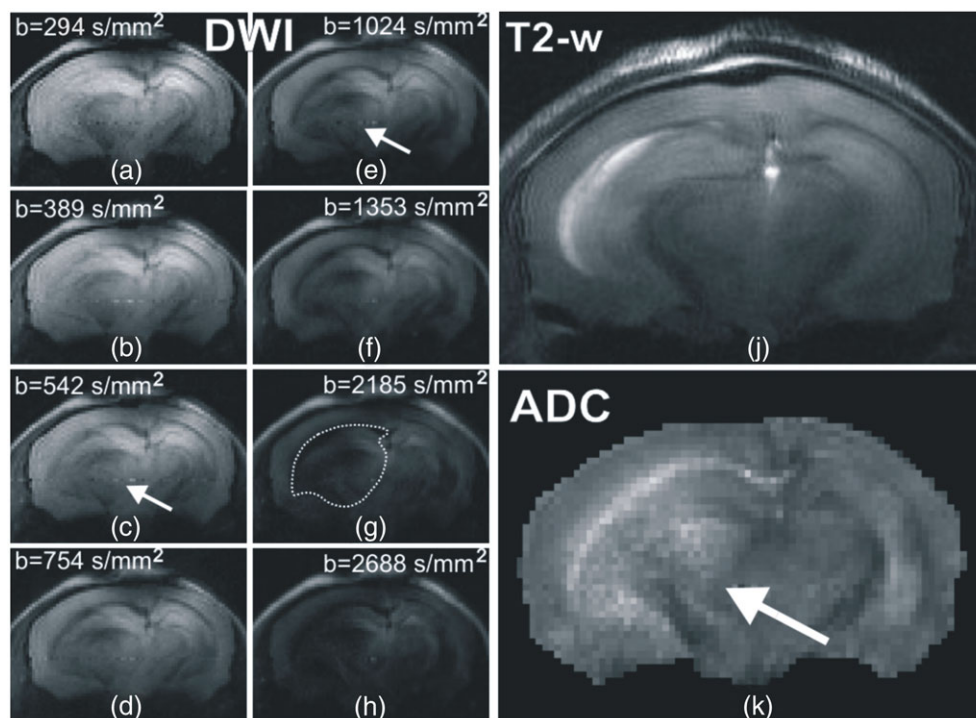 DWI
b=294 s/mm²
(a)
b=1024 s/mm²
(e)
b=389 s/mm²
(b)
b=1353 s/mm²
(f)
b=542 s/mm²
(c)
b=2185 s/mm²
(g)
b=754 s/mm²
(d)
b=2688 s/mm²
(h)
T2-w
(j)
ADC
(k)